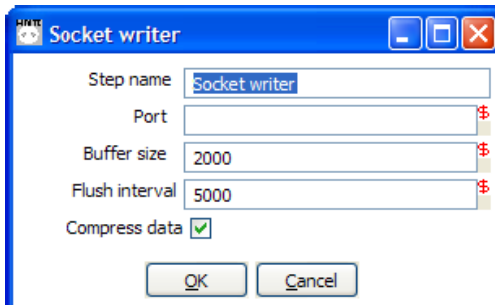 Socket writer
Step name Socket writer
Port $
Buffer size 2000 $
Flush interval 5000 $
Compress data
OK Cancel